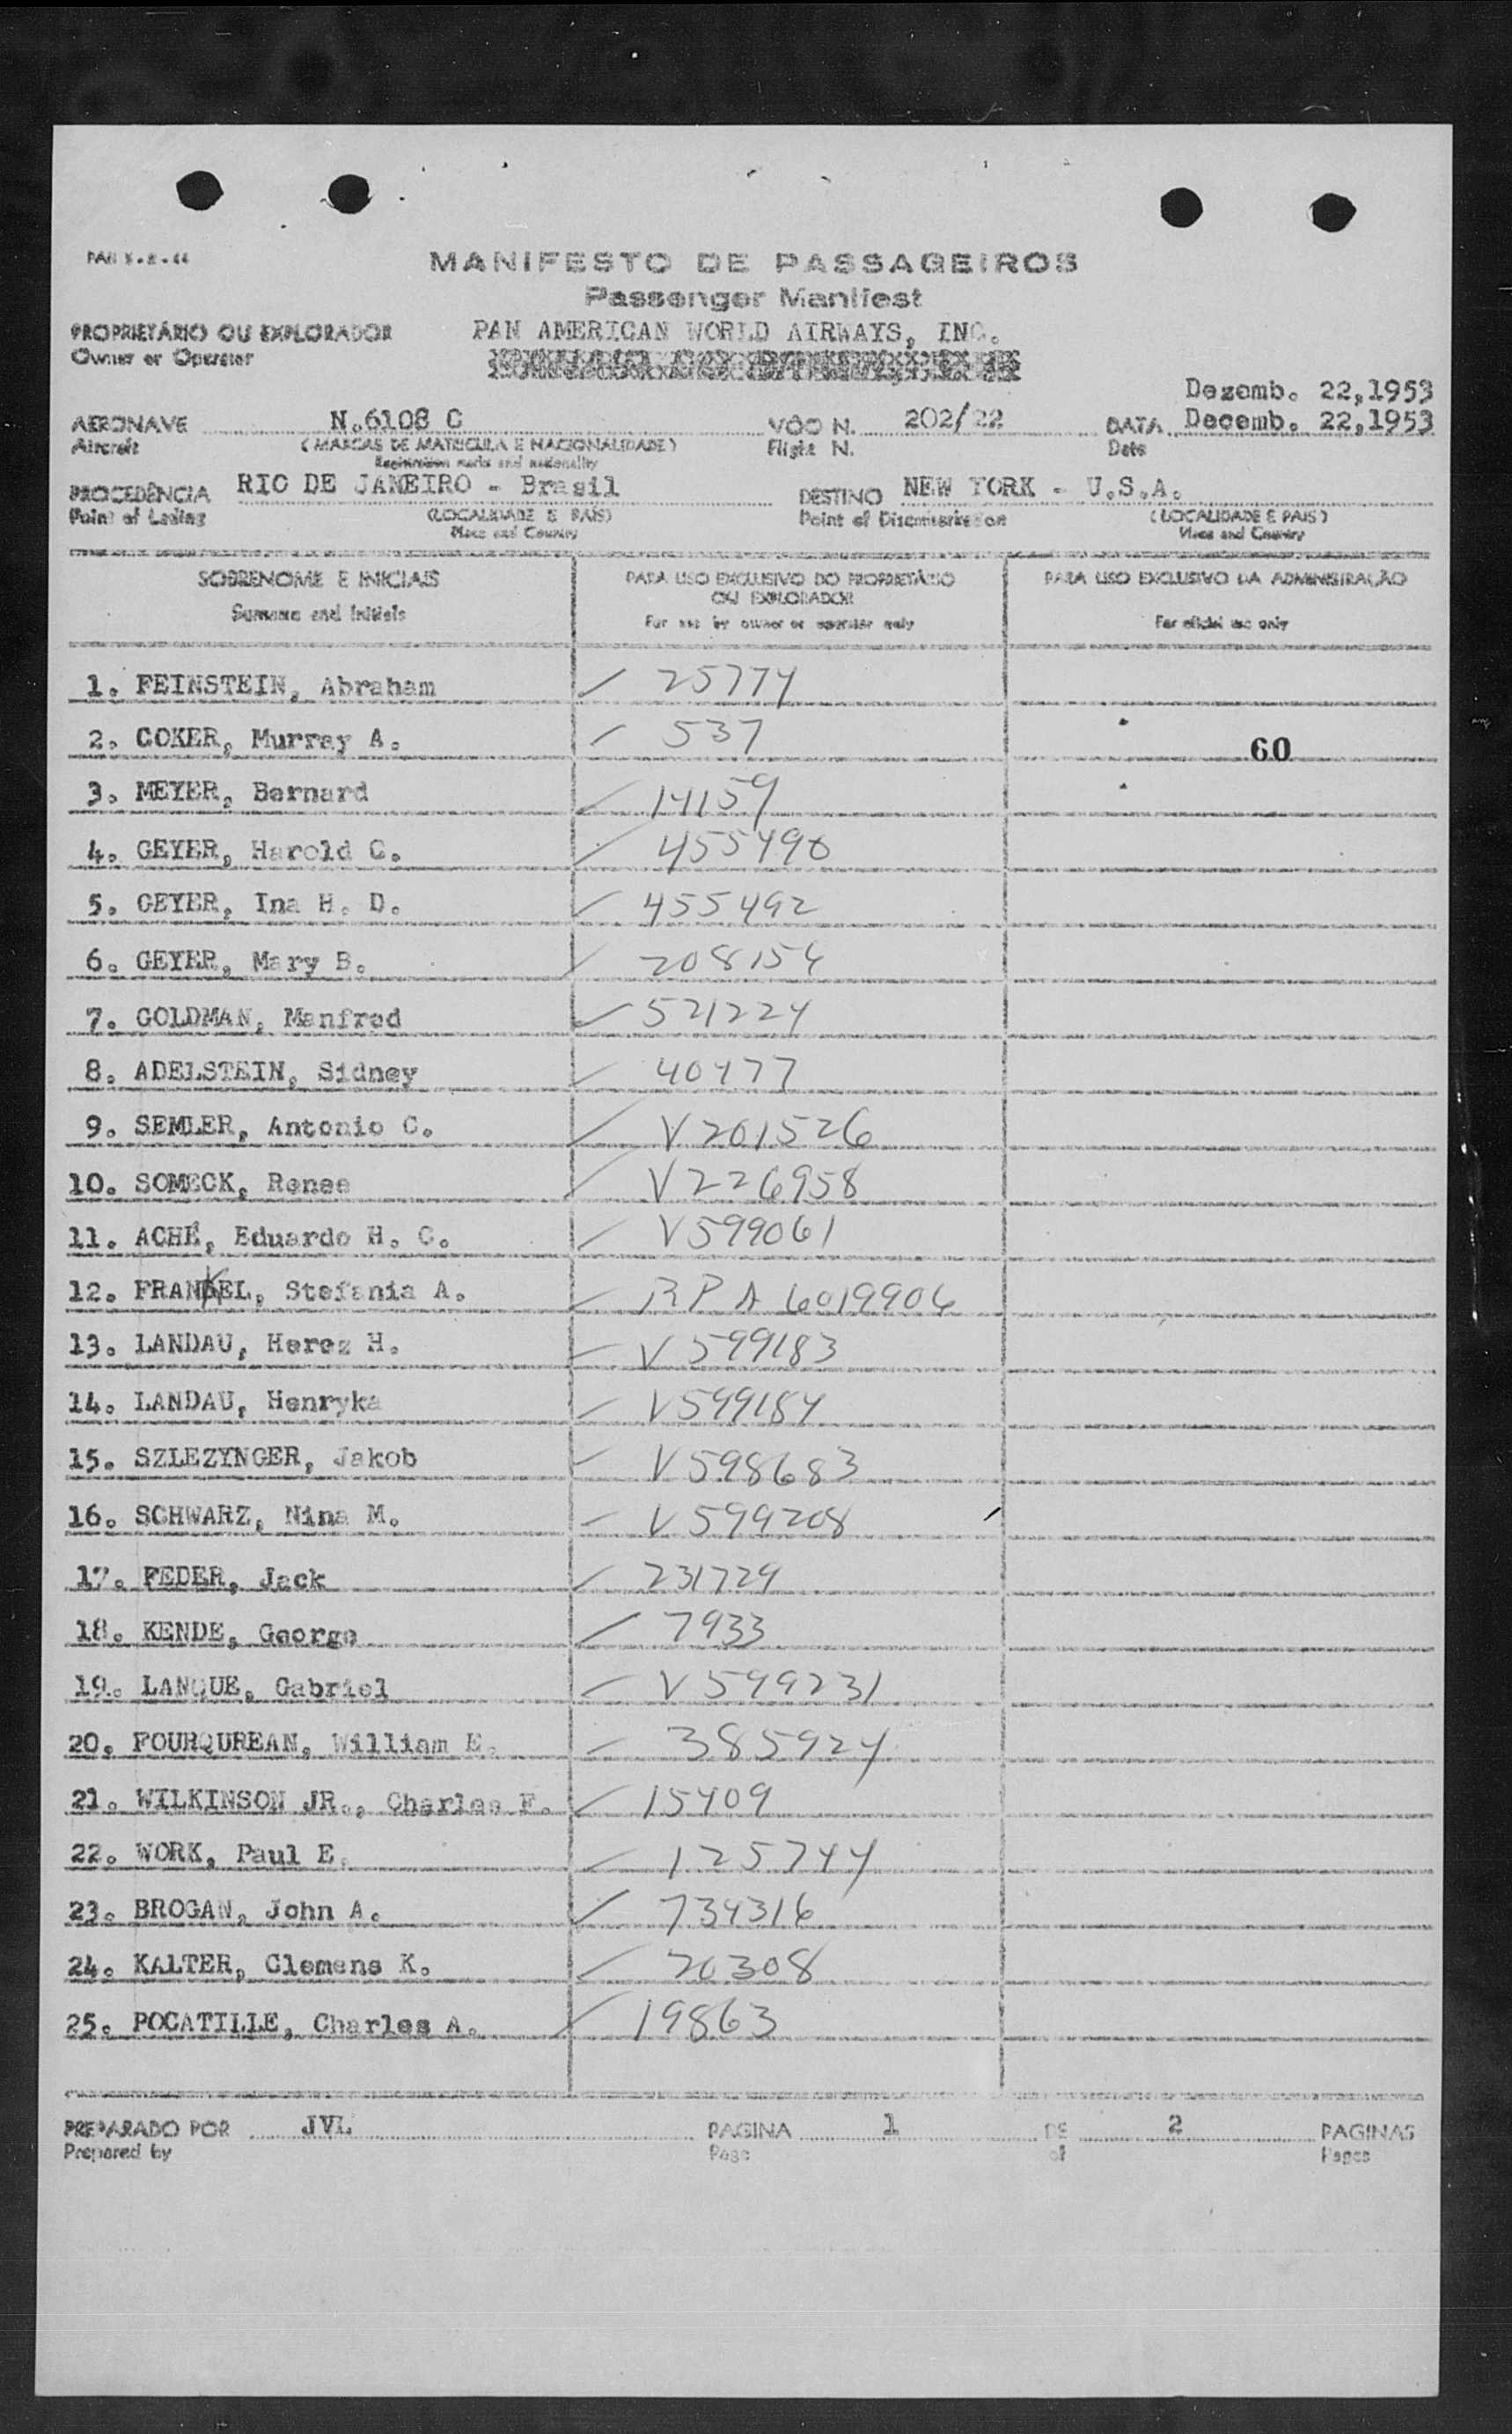 PAN
MANIFESTO DE PASSAGEIROS
Passenger Manifest
PROPRIETÁRIO OU EXPLORADOR
Owner or Operator
PAN AMERICAN WORLD AIRWAYS, INC.
Dezemb. 22,1953
AERONAVE N.6108 C VÔO N. 202/22 DATA Decemb. 22,1953
Aircraft (MARCAS DE MATRICULA E NACIONALIDADE) Flight N. Date
Registration marks and nationality
PROCEDÊNCIA RIO DE JANEIRO - Brasil DESTINO NEW YORK - U.S.A.
Point of Lading (LOCALIDADE E PAÍS) Point of Disembarkation (LOCALIDADE E PAIS)
Place and Country Place and Country
SOBRENOME E INICIAIS PARA USO EXCLUSIVO DO PROPRIETÁRIO OU EXPLORADOR PARA USO EXCLUSIVO DA ADMINISTRAÇÃO
Surname and Initials For use by owner or operator only For official use only
1. FEINSTEIN, Abraham 25774
2. COKER, Murray A. 537 60
3. MEYER, Bernard 14159
4. GEYER, Harold C. 455490
5. GEYER, Ina H. D. 455492
6. GEYER, Mary B. 208154
7. GOLDMAN, Manfred 521224
8. ADELSTEIN, Sidney 40477
9. SEMLER, Antonio C. V201526
10. SOMECK, Renee V226958
11. ACHÉ, Eduardo H. C. V599061
12. FRANKEL, Stefania A. RPA 6019906
13. LANDAU, Herez H. V599183
14. LANDAU, Henryka V599184
15. SZLEZYNGER, Jakob V598683
16. SCHWARZ, Nina M. V599208
17. FEDER, Jack 231729
18. KENDE, George 7933
19. LANQUE, Gabriel V599231
20. FOURQUREAN, William E. 385924
21. WILKINSON JR., Charles F. 15409
22. WORK, Paul E. 125744
23. BROGAN, John A. 734316
24. KALTER, Clemens K. 20308
25. POCATILLE, Charles A. 19863
PREPARADO POR JVL PAGINA 1 DE 2 PAGINAS
Prepared by Page of Pages